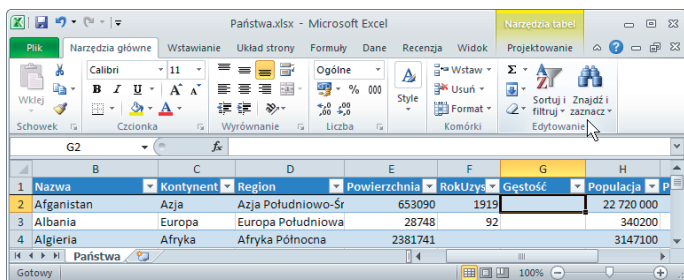 Państwa.xlsx - Microsoft Excel
Narzędzia tabel
Plik Narzędzia główne Wstawianie Układ strony Formuły Dane Recenzja Widok Projektowanie
Calibri 11 Ogólne Σ Wstaw
B I U A A % 000 Usuń
Wklej Style Format Sortuj i filtruj Znajdź i zaznacz
Schowek Czcionka Wyrównanie Liczba Komórki Edytowanie
G2 fx
B C D E F G H
1 Nazwa Kontynent Region Powierzchnia RokUzys Gęstość Populacja P
2 Afganistan Azja Azja Południowo-Śr 653090 1919 22 720 000
3 Albania Europa Europa Południowa 28748 92 340200
4 Algieria Afryka Afryka Północna 2381741 3147100
Państwa
Gotowy 100%